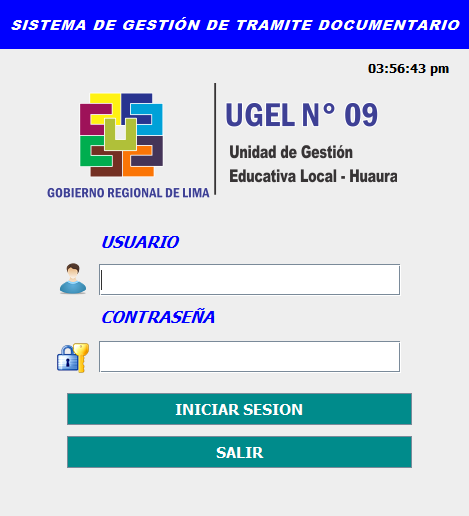 SISTEMA DE GESTIÓN DE TRAMITE DOCUMENTARIO
03:56:43 pm
UGEL N° 09
Unidad de Gestión
Educativa Local - Huaura
GOBIERNO REGIONAL DE LIMA
USUARIO
CONTRASEÑA
INICIAR SESION
SALIR